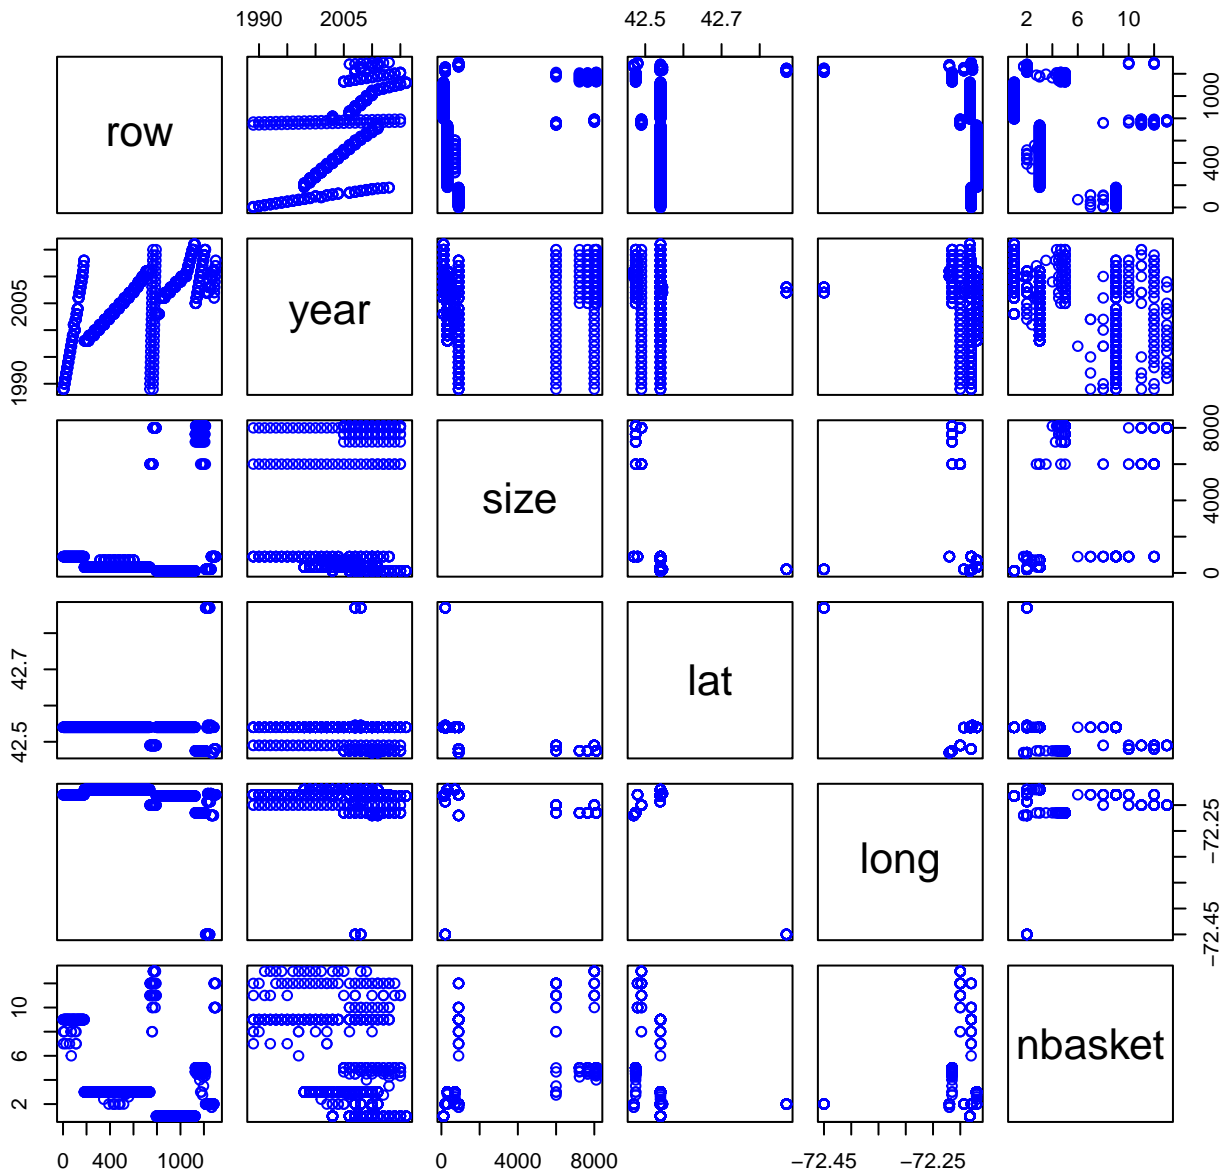 1990 2005 42.5 42.7 2 6 10
row 0 400 1000
1990 2005 year
size 0 4000 8000
42.5 42.7 lat
long −72.45 −72.25
2 6 10 nbasket
0 400 1000 0 4000 8000 −72.45 −72.25